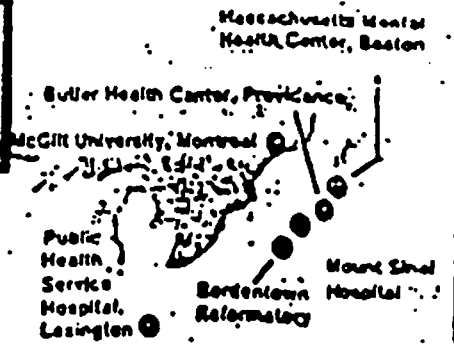 Massachusetts Mental
Health Center, Boston
Butler Health Center, Providence
McGill University, Montreal
Public
Health
Service
Hospital,
Lexington
Bordentown
Reformatory
Mount Sinai
Hospital